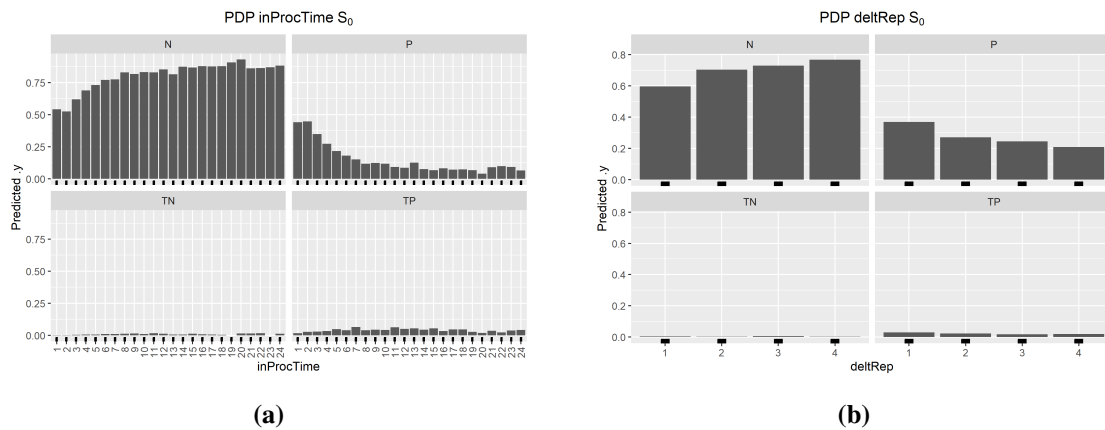 PDP inProcTime S₀
N P
Predicted .y
0.75
0.50
0.25
0.00
TN TP
0.75
0.50
0.25
0.00
1 2 3 4 5 6 7 8 9 10 11 12 13 14 15 16 17 18 19 20 21 22 23 24 1 2 3 4 5 6 7 8 9 10 11 12 13 14 15 16 17 18 19 20 21 22 23 24
inProcTime
(a)
PDP deltRep S₀
N P
Predicted .y
0.8
0.6
0.4
0.2
0.0
TN TP
0.8
0.6
0.4
0.2
0.0
1 2 3 4 1 2 3 4
deltRep
(b)